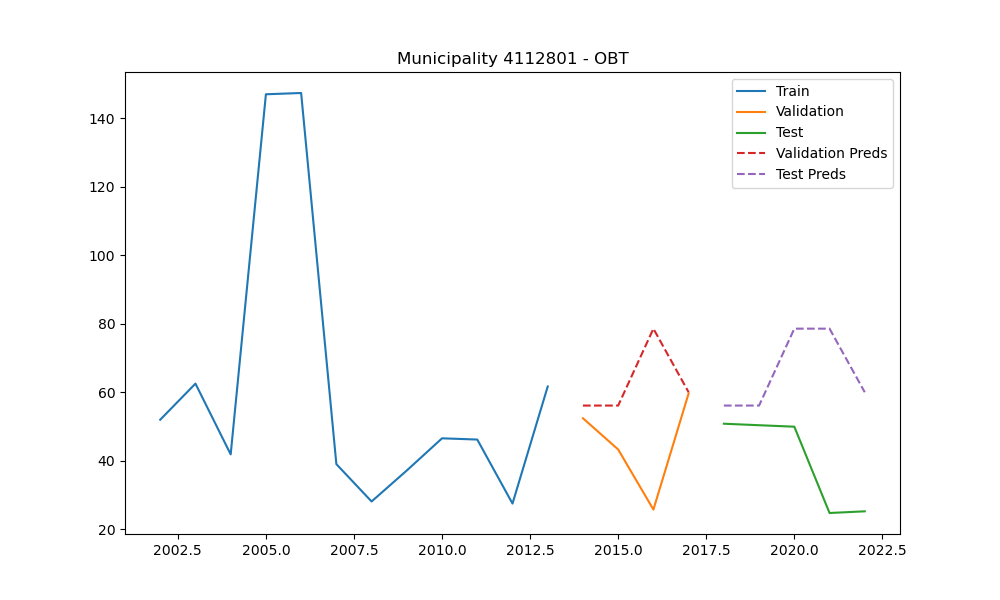 Municipality 4112801 - OBT
Train
Validation
Test
Validation Preds
Test Preds
140
120
100
80
60
40
20
2002.5 2005.0 2007.5 2010.0 2012.5 2015.0 2017.5 2020.0 2022.5